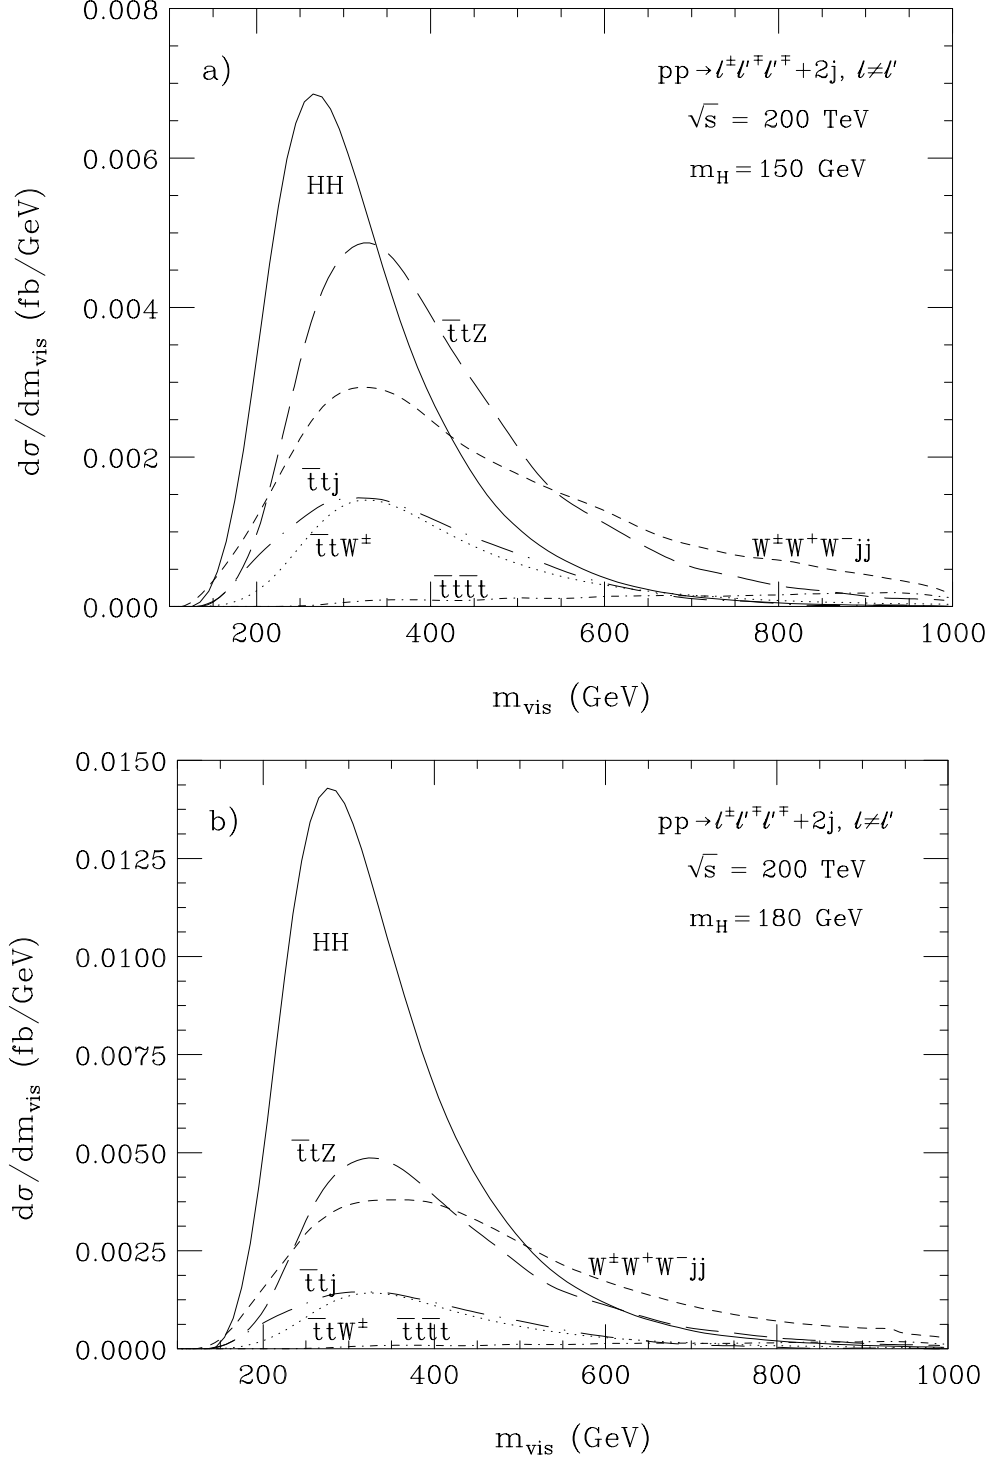 0.008
a)
pp→ℓ±ℓ'∓ℓ'∓+2j, ℓ≠ℓ'
√s = 200 TeV
m_H=150 GeV
0.006
HH
0.004
t̅tZ
0.002
t̅tj
t̅tW±
W±W+W−jj
t̅tt̅t
0.000
200 400 600 800 1000
dσ/dm_vis (fb/GeV)
m_vis (GeV)
0.0150
b)
pp→ℓ±ℓ'∓ℓ'∓+2j, ℓ≠ℓ'
√s = 200 TeV
m_H=180 GeV
0.0125
HH
0.0100
0.0075
0.0050
t̅tZ
0.0025
W±W+W−jj
t̅tj
t̅tW± t̅tt̅t
0.0000
200 400 600 800 1000
dσ/dm_vis (fb/GeV)
m_vis (GeV)